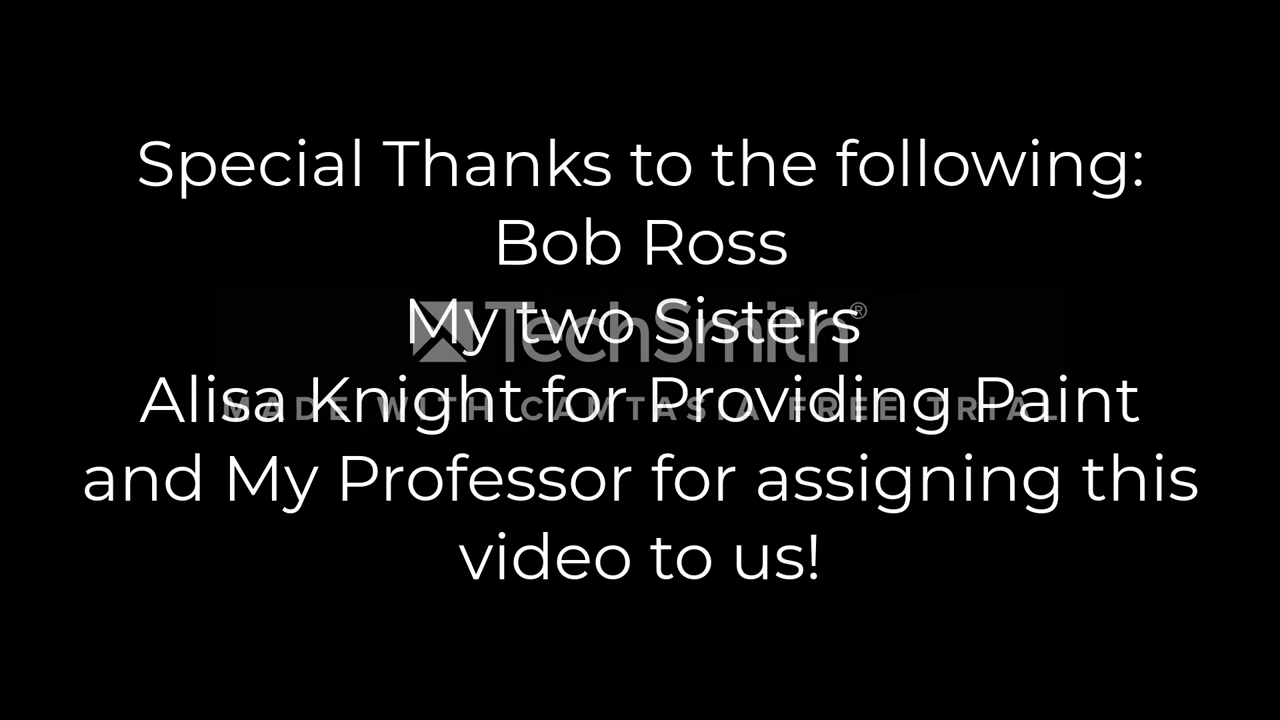 Special Thanks to the following:
Bob Ross
My two Sisters
TechSmith®
Alisa Knight for Providing Paint
MADE WITH CAMTASIA FREE TRIAL
and My Professor for assigning this
video to us!